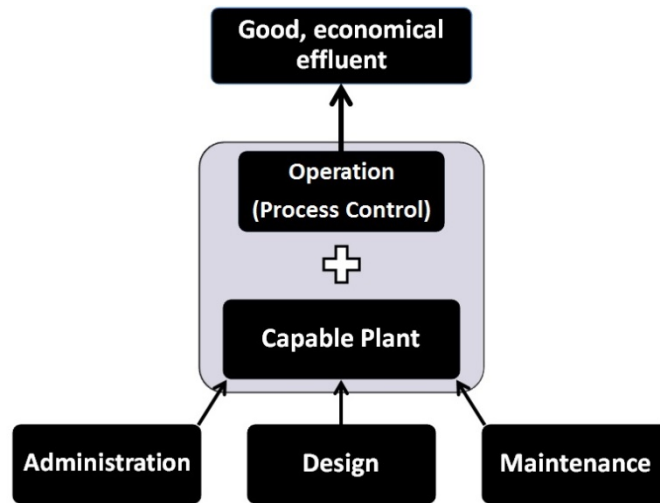 Good, economical
effluent
Operation
(Process Control)
Capable Plant
Administration
Design
Maintenance